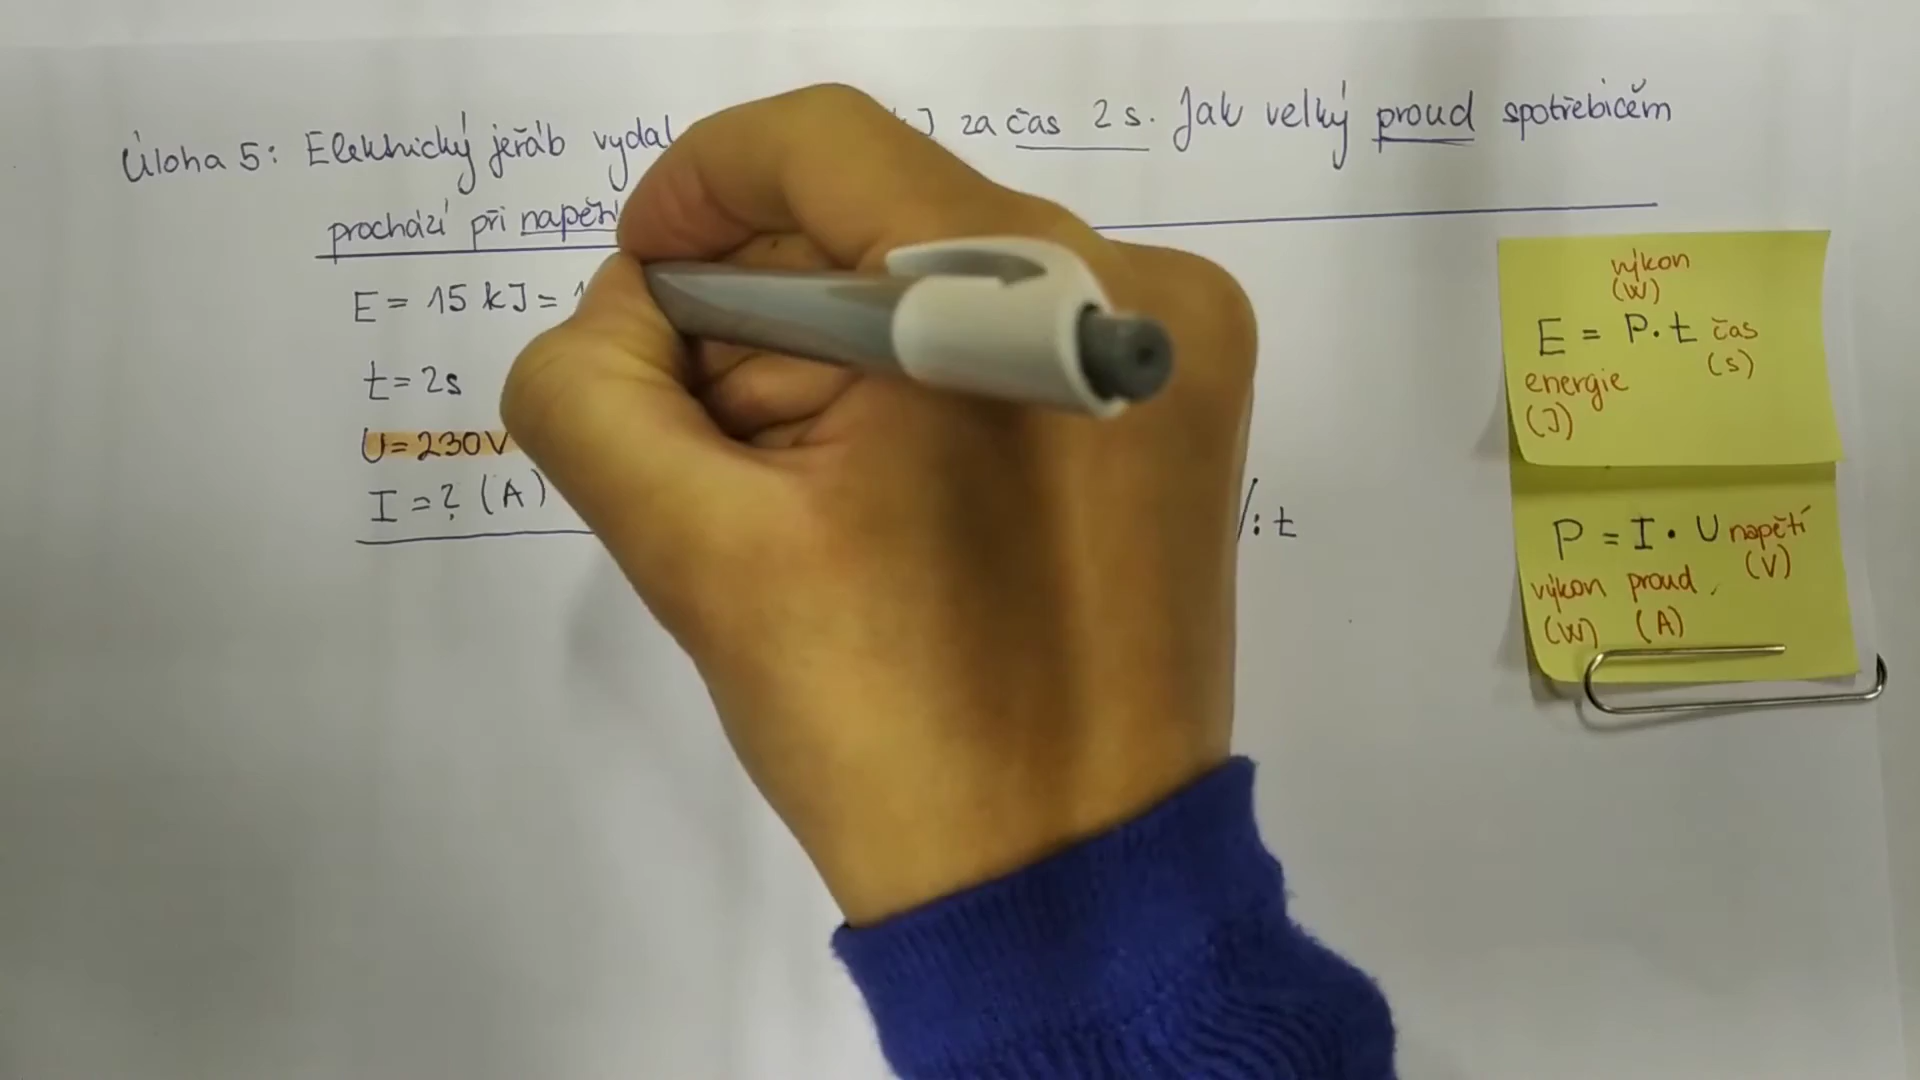 Úloha 5: Elektrický jeřáb vydal za čas 2 s. Jak velký proud spotřebičem
prochází při napětí
E = 15 kJ =
t = 2s
U = 230V
I = ? (A)
/: t
výkon
(W)
E = P. t čas
(s)
energie
(J)
P = I . U napětí
(V)
výkon proud
(W) (A)